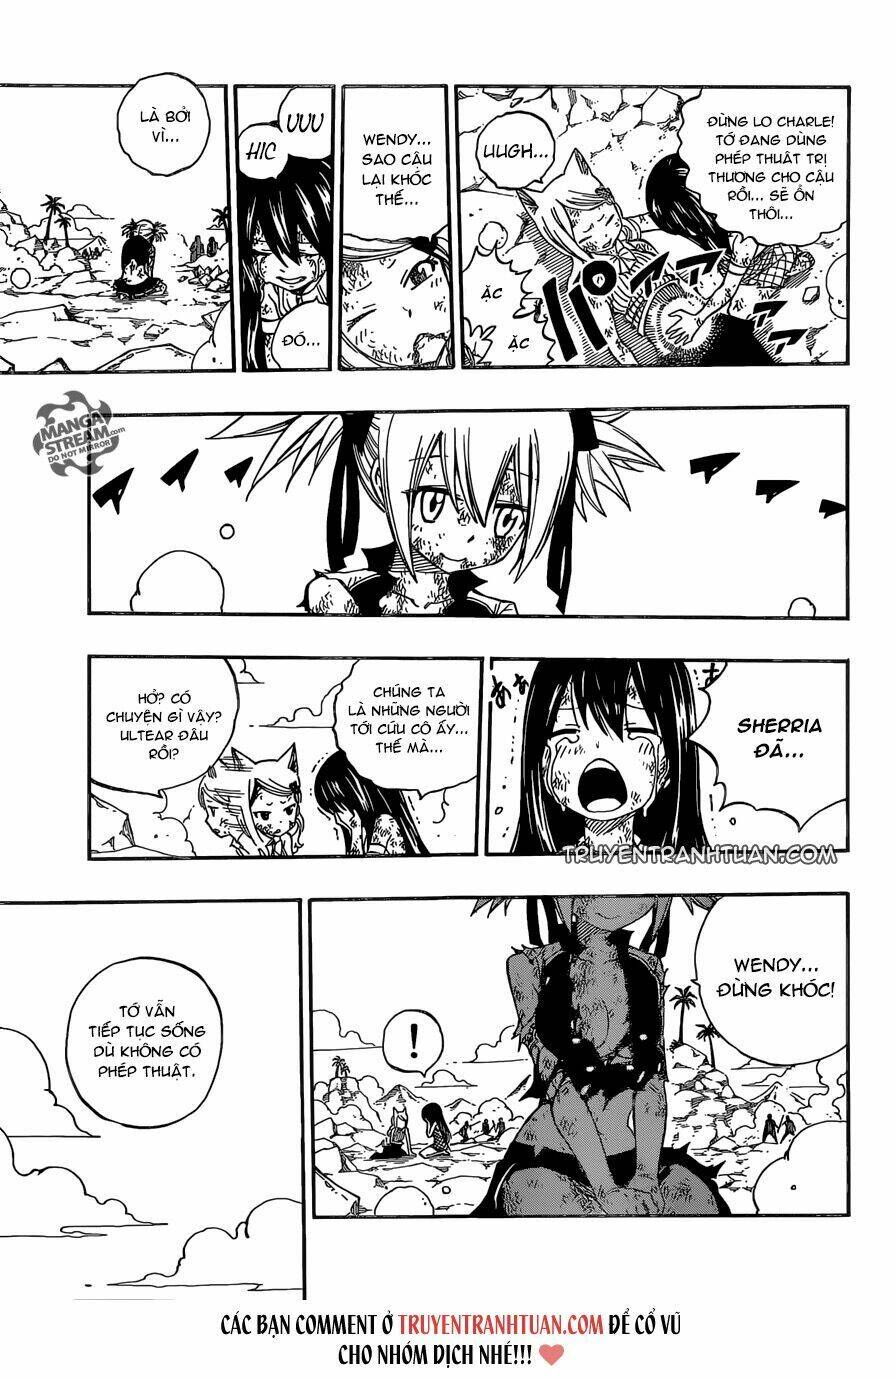 ĐỪNG LO CHARLE!
TỚ ĐANG DÙNG
PHÉP THUẬT TRỊ
THƯƠNG CHO CẬU
RỒI... SẼ ỔN
THÔI...
UUGH...
ẶC
ẶC
パァァァ
WENDY...
SAO CẬU
LẠI KHÓC
THẾ...
UUU
HIC
ĐÓ...
LÀ BỞI
VÌ...
MANGA
STREAM.com
DO NOT MIRROR
SHERRIA
ĐÃ...
CHÚNG TA
LÀ NHỮNG NGƯỜI
TỚI CỨU CÔ ẤY...
THẾ MÀ...
HỞ? CÓ
CHUYỆN GÌ VẬY?
ULTEAR ĐÂU
RỒI?
TRUYENTRANHTUAN.COM
WENDY...
ĐỪNG KHÓC!
!
TỚ VẪN
TIẾP TỤC SỐNG
DÙ KHÔNG CÓ
PHÉP THUẬT.
CÁC BẠN COMMENT Ở TRUYENTRANHTUAN.COM ĐỂ CỔ VŨ
CHO NHÓM DỊCH NHÉ!!! ❤